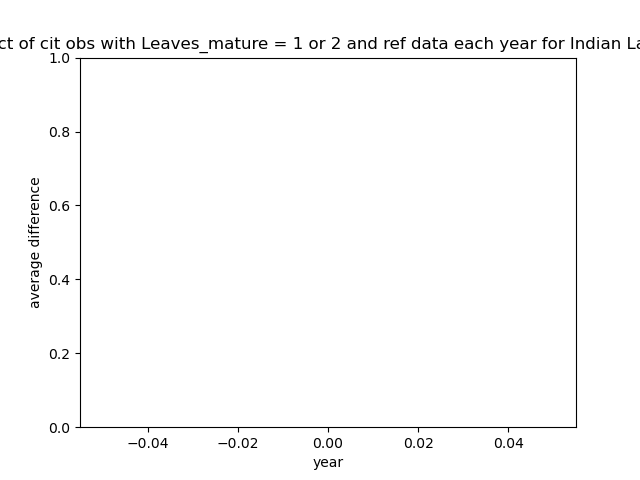 ct of cit obs with Leaves_mature = 1 or 2 and ref data each year for Indian La
1.0
0.8
0.6
0.4
0.2
0.0
average difference
−0.04 −0.02 0.00 0.02 0.04
year